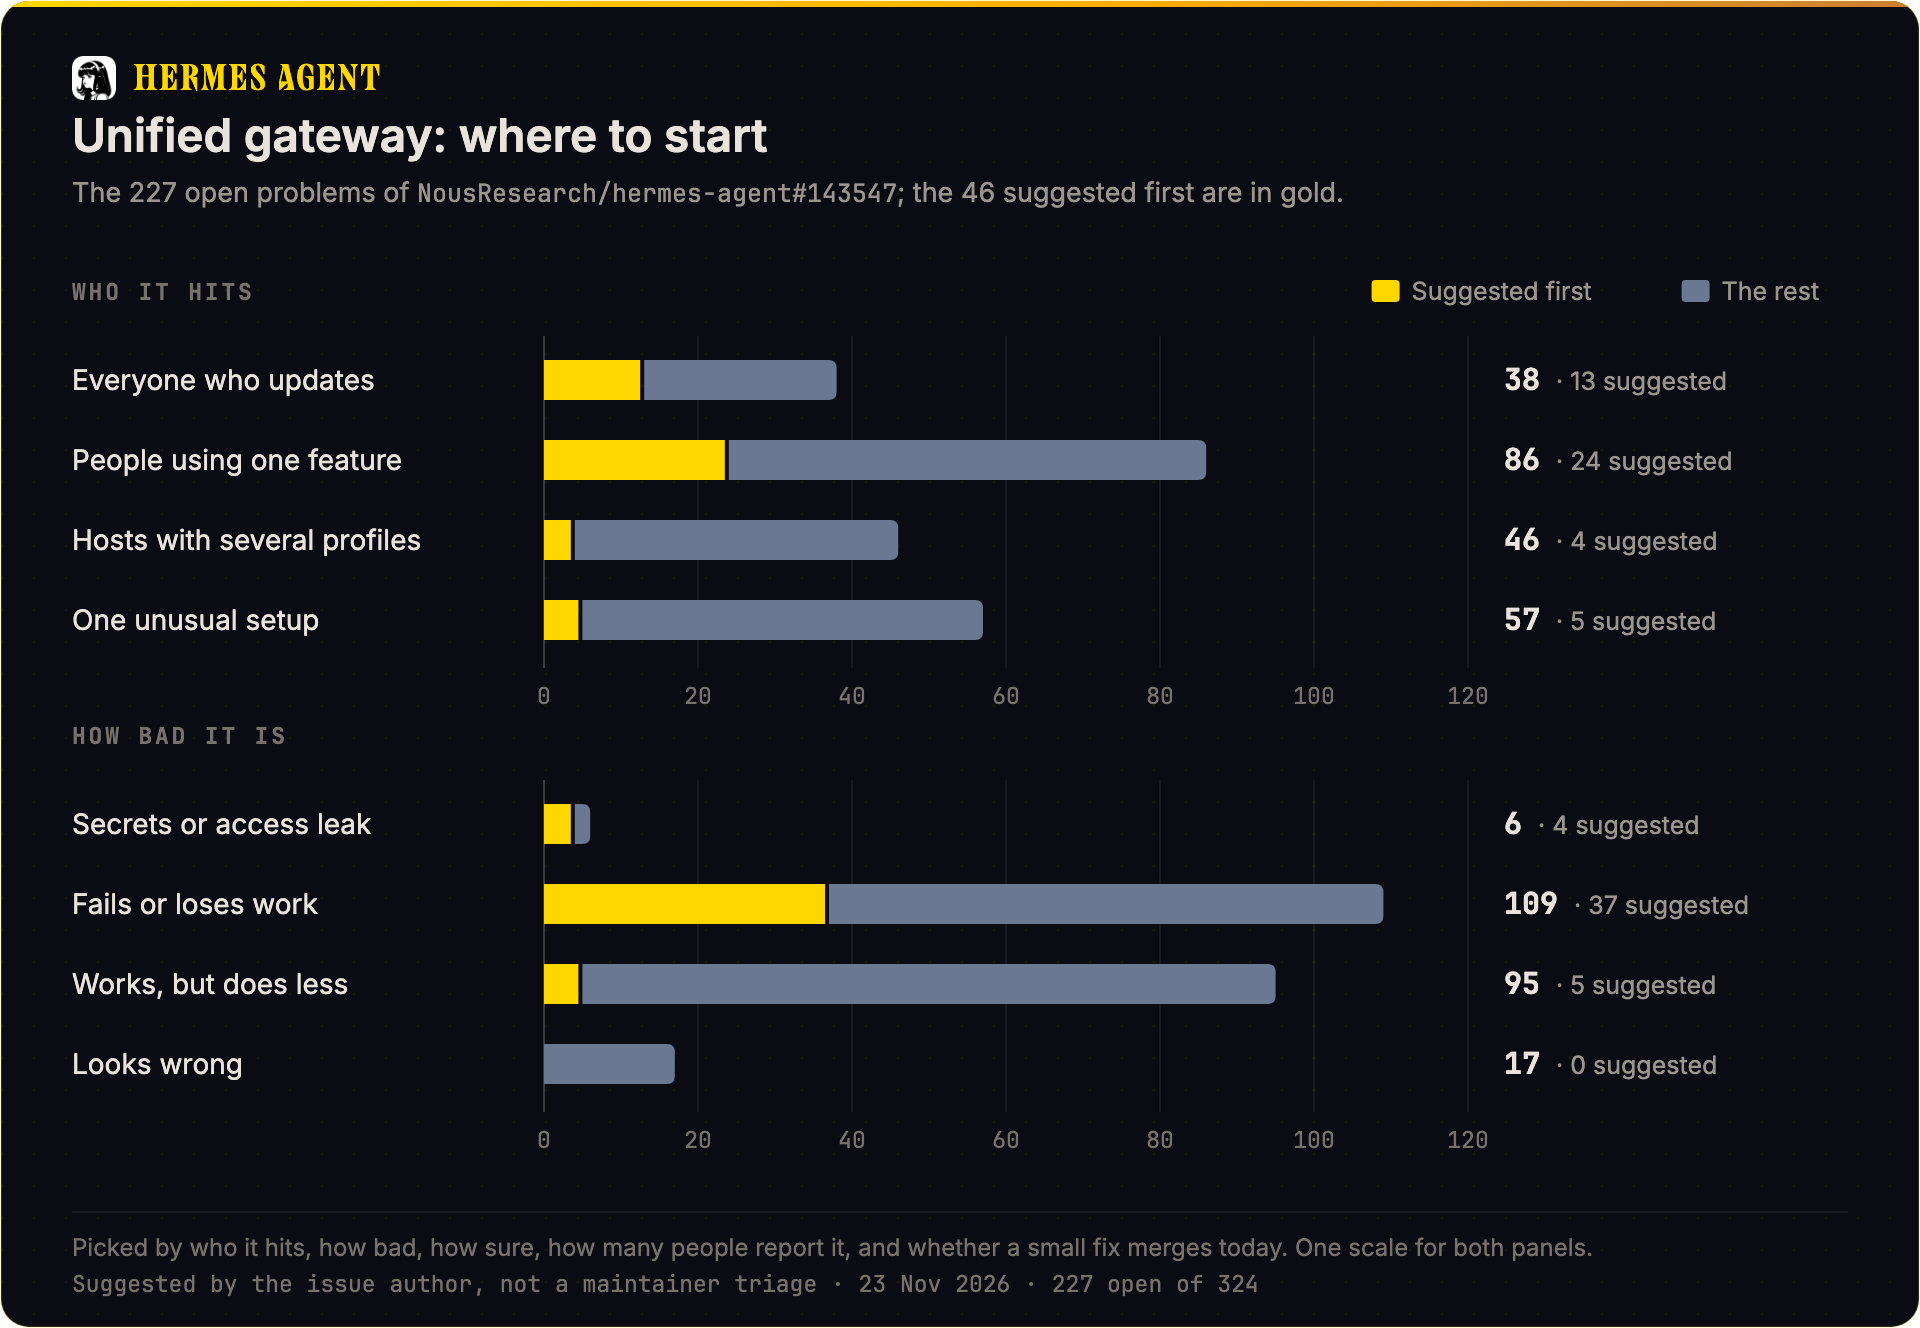 HERMES AGENT
Unified gateway: where to start
The 227 open problems of NousResearch/hermes-agent#143547; the 46 suggested first are in gold.
WHO IT HITS
Suggested first
The rest
Everyone who updates
38 · 13 suggested
People using one feature
86 · 24 suggested
Hosts with several profiles
46 · 4 suggested
One unusual setup
57 · 5 suggested
0 20 40 60 80 100 120
HOW BAD IT IS
Secrets or access leak
6 · 4 suggested
Fails or loses work
109 · 37 suggested
Works, but does less
95 · 5 suggested
Looks wrong
17 · 0 suggested
0 20 40 60 80 100 120
Picked by who it hits, how bad, how sure, how many people report it, and whether a small fix merges today. One scale for both panels.
Suggested by the issue author, not a maintainer triage · 23 Nov 2026 · 227 open of 324